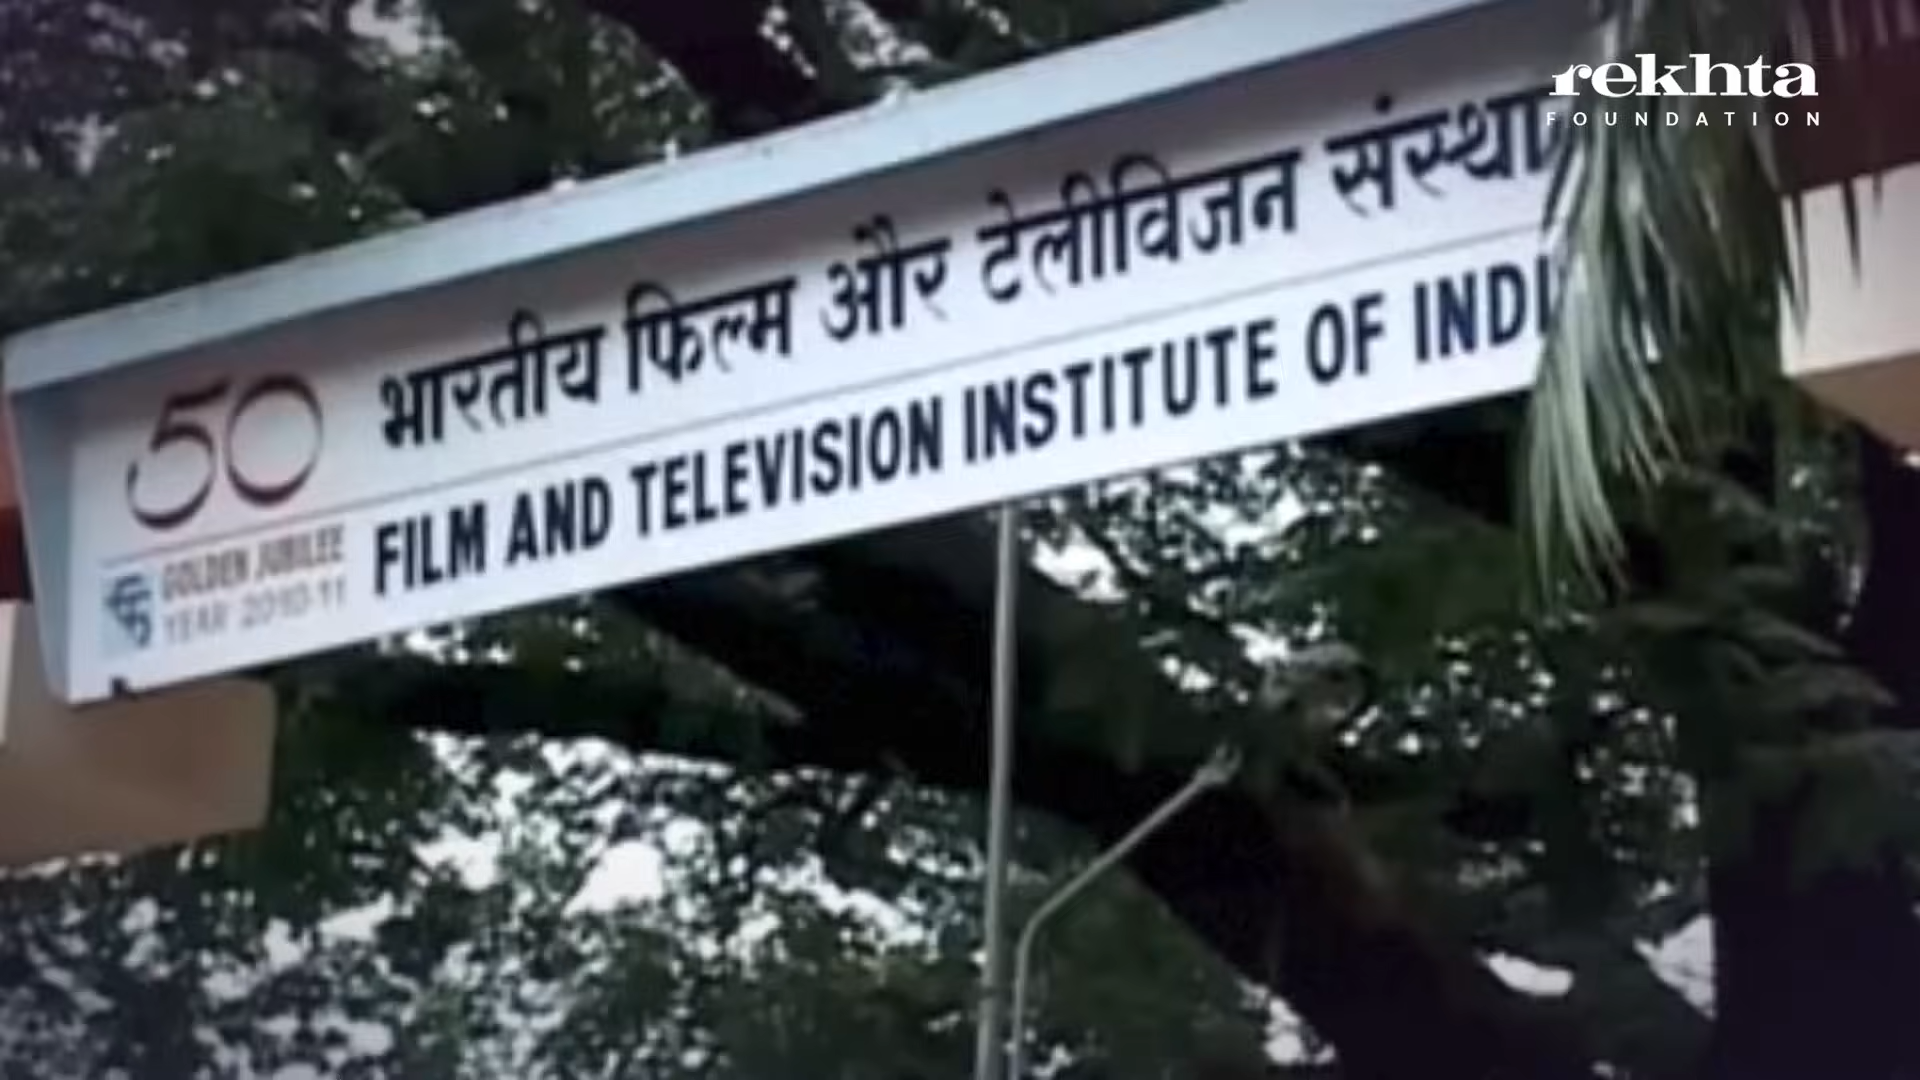 rekhta
FOUNDATION
भारतीय फिल्म और टेलीविजन संस्था
FILM AND TELEVISION INSTITUTE OF INDI
50
GOLDEN JUBILEE
YEAR 2010-11